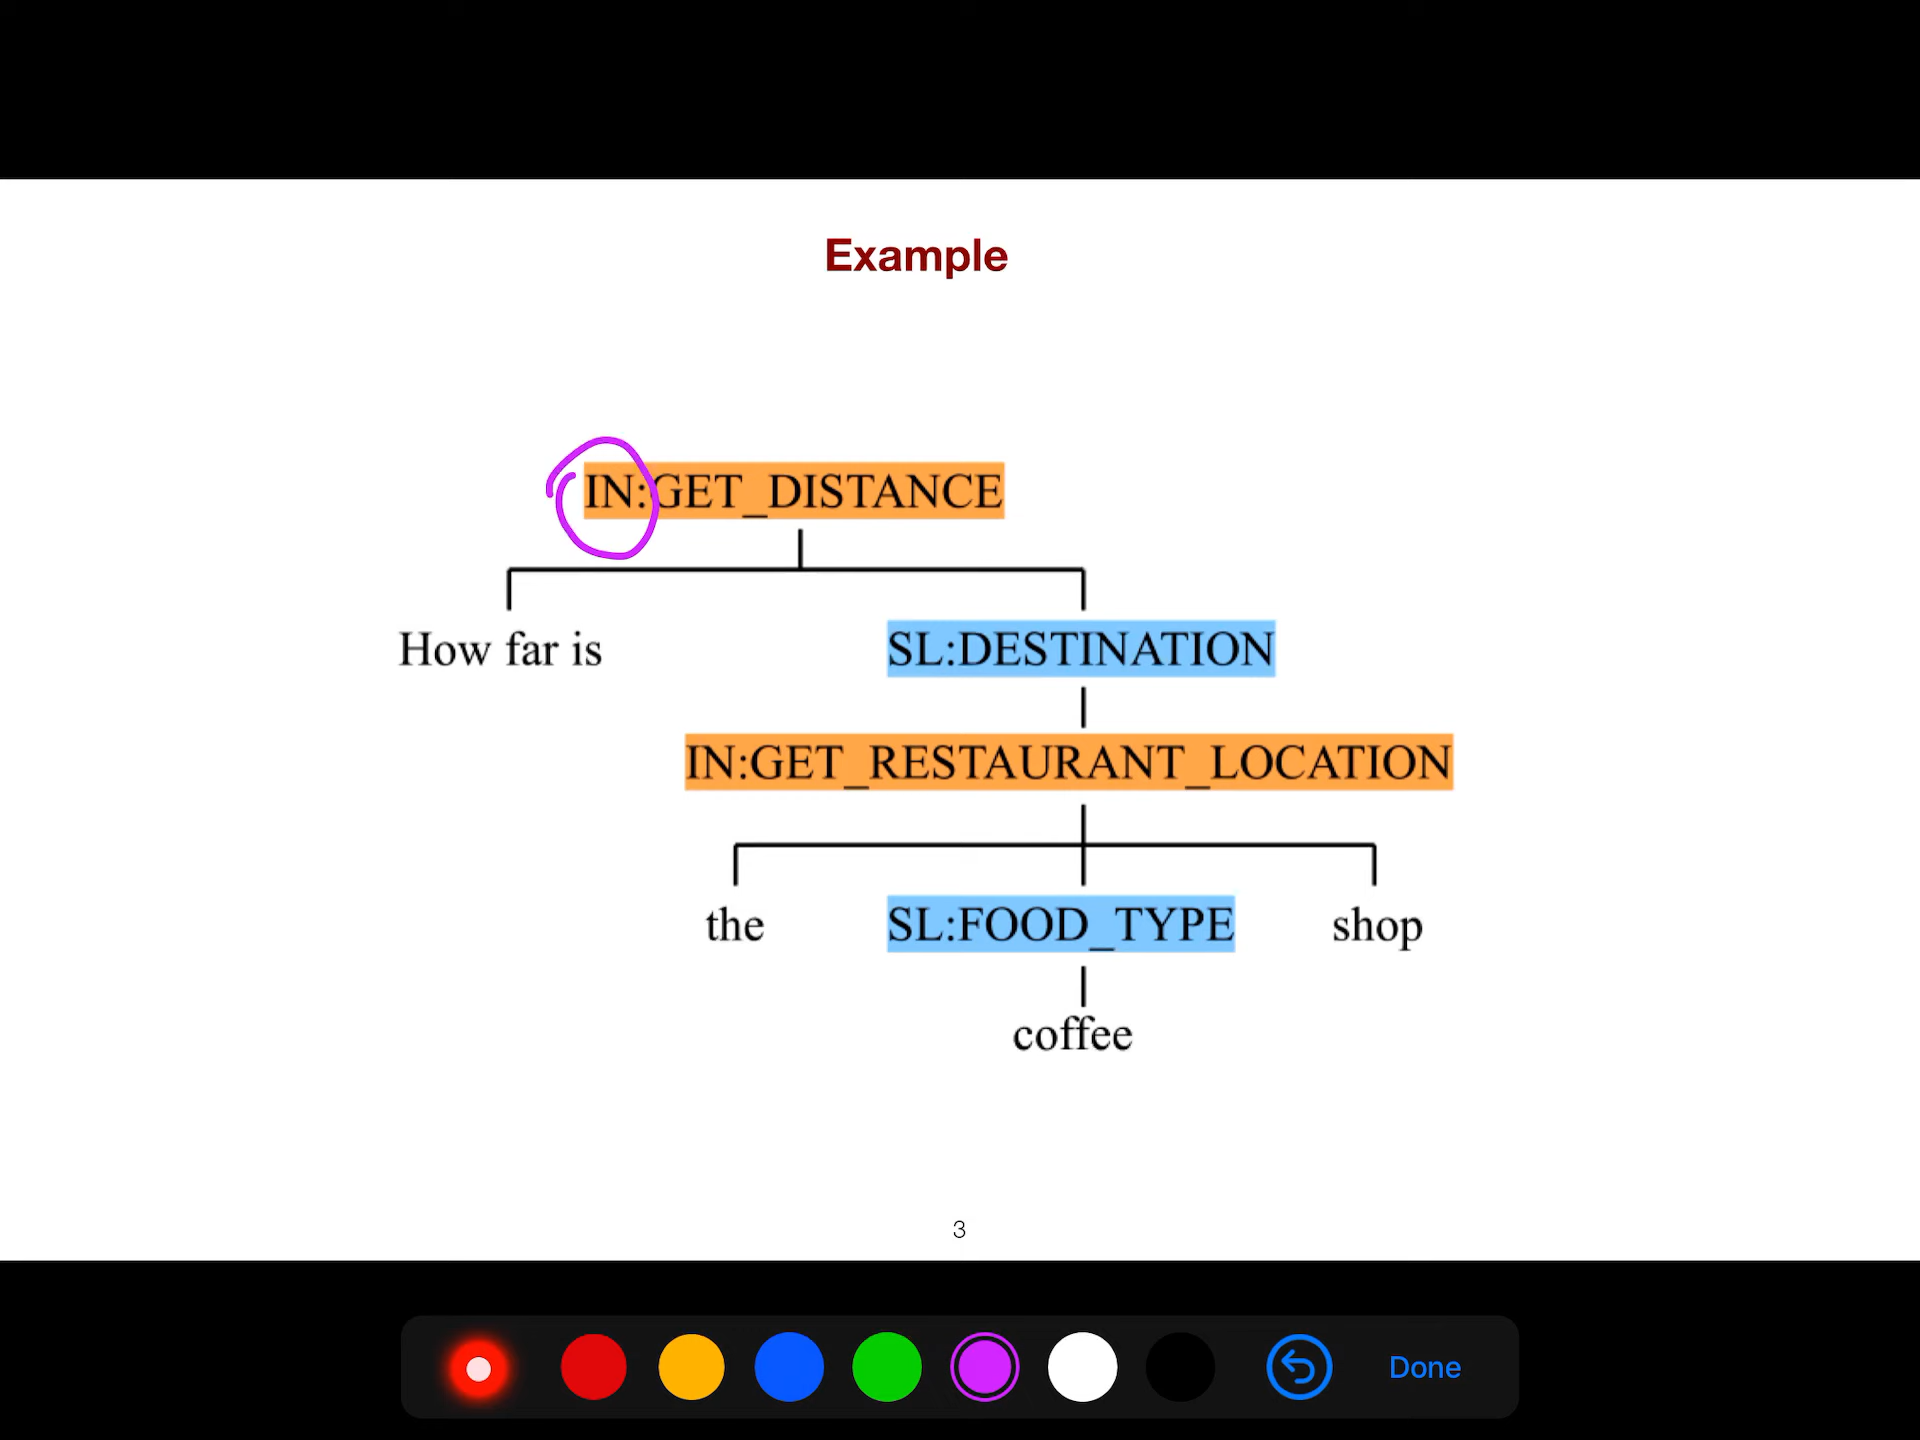 Example
IN:GET_DISTANCE
How far is SL:DESTINATION
IN:GET_RESTAURANT_LOCATION
the SL:FOOD_TYPE shop
coffee
3
Done